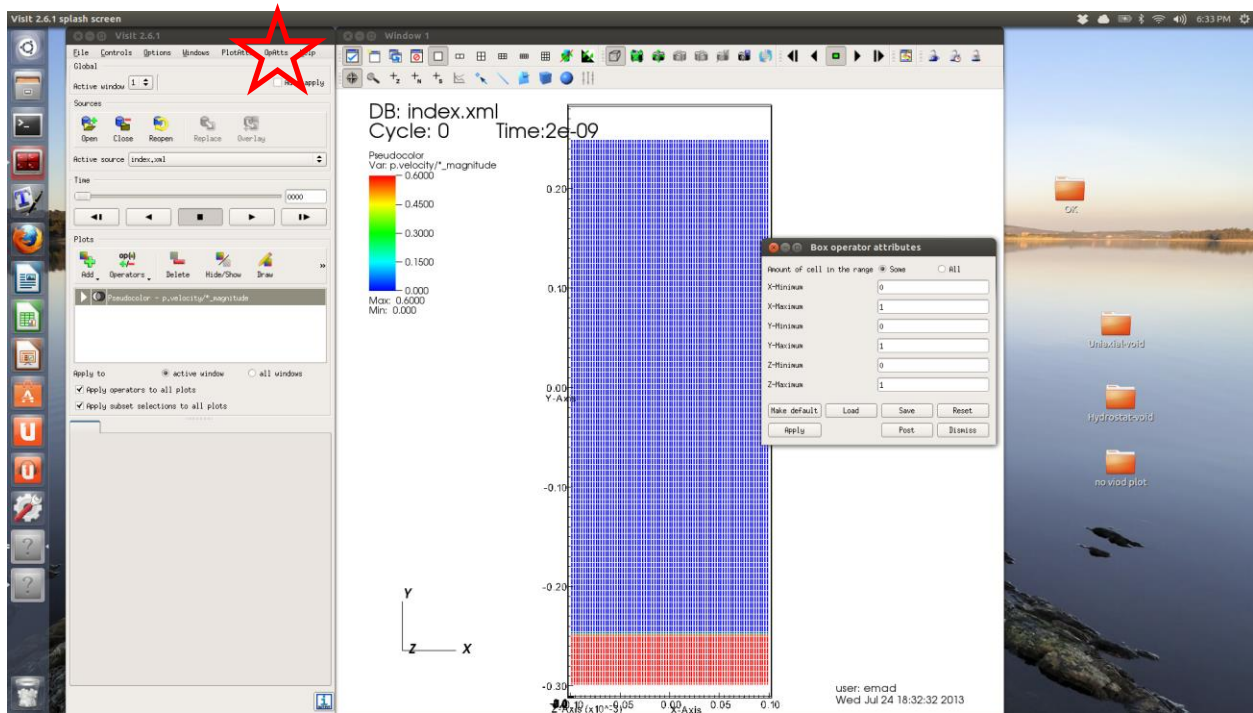 VisIt 2.6.1 splash screen
6:33 PM
VisIt 2.6.1
File Controls Options Windows PlotAtts OpAtts Help
Global
Active window 1
apply
Sources
Open Close Reopen Replace Overlay
Active source index.xml
Time
0000
Plots
op(+)
Add Operators Delete Hide/Show Draw
»
Pseudocolor - p.velocity/*_magnitude
Apply to active window all windows
Apply operators to all plots
Apply subset selections to all plots
Window 1
DB: index.xml
Cycle: 0 Time:2e-09
Pseudocolor
Var: p.velocity/*_magnitude
0.6000
0.4500
0.3000
0.1500
0.000
Max: 0.6000
Min: 0.000
0.20
0.10
0.00
Y-Axis
-0.10
-0.20
-0.30
0.05 0.00 0.05 0.10
Z-Axis (x10^-3) X-Axis
Y
Z X
user: emad
Wed Jul 24 18:32:32 2013
Box operator attributes
Amount of cell in the range Some All
X-Minimum 0
X-Maximum 1
Y-Minimum 0
Y-Maximum 1
Z-Minimum 0
Z-Maximum 1
Make default Load Save Reset
Apply Post Dismiss
OK
Uniaxial-void
Hydrostat-void
no viod plot